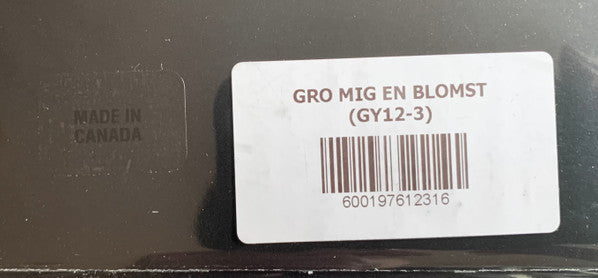 MADE IN
CANADA
GRO MIG EN BLOMST
(GY12-3)
600197612316